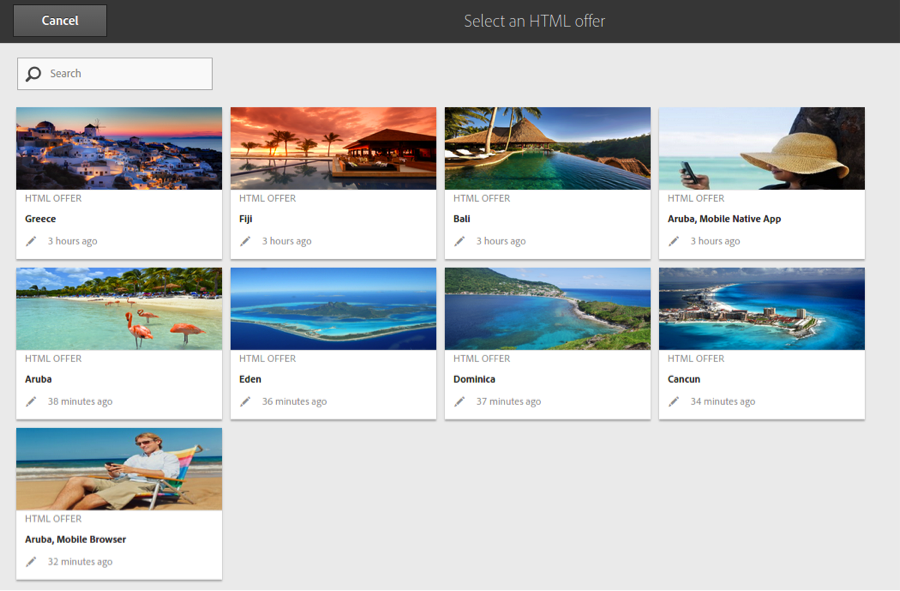 Cancel
Select an HTML offer
Search
HTML OFFER
Greece
3 hours ago
HTML OFFER
Fiji
3 hours ago
HTML OFFER
Bali
3 hours ago
HTML OFFER
Aruba, Mobile Native App
3 hours ago
HTML OFFER
Aruba
38 minutes ago
HTML OFFER
Eden
36 minutes ago
HTML OFFER
Dominica
37 minutes ago
HTML OFFER
Cancun
34 minutes ago
HTML OFFER
Aruba, Mobile Browser
32 minutes ago